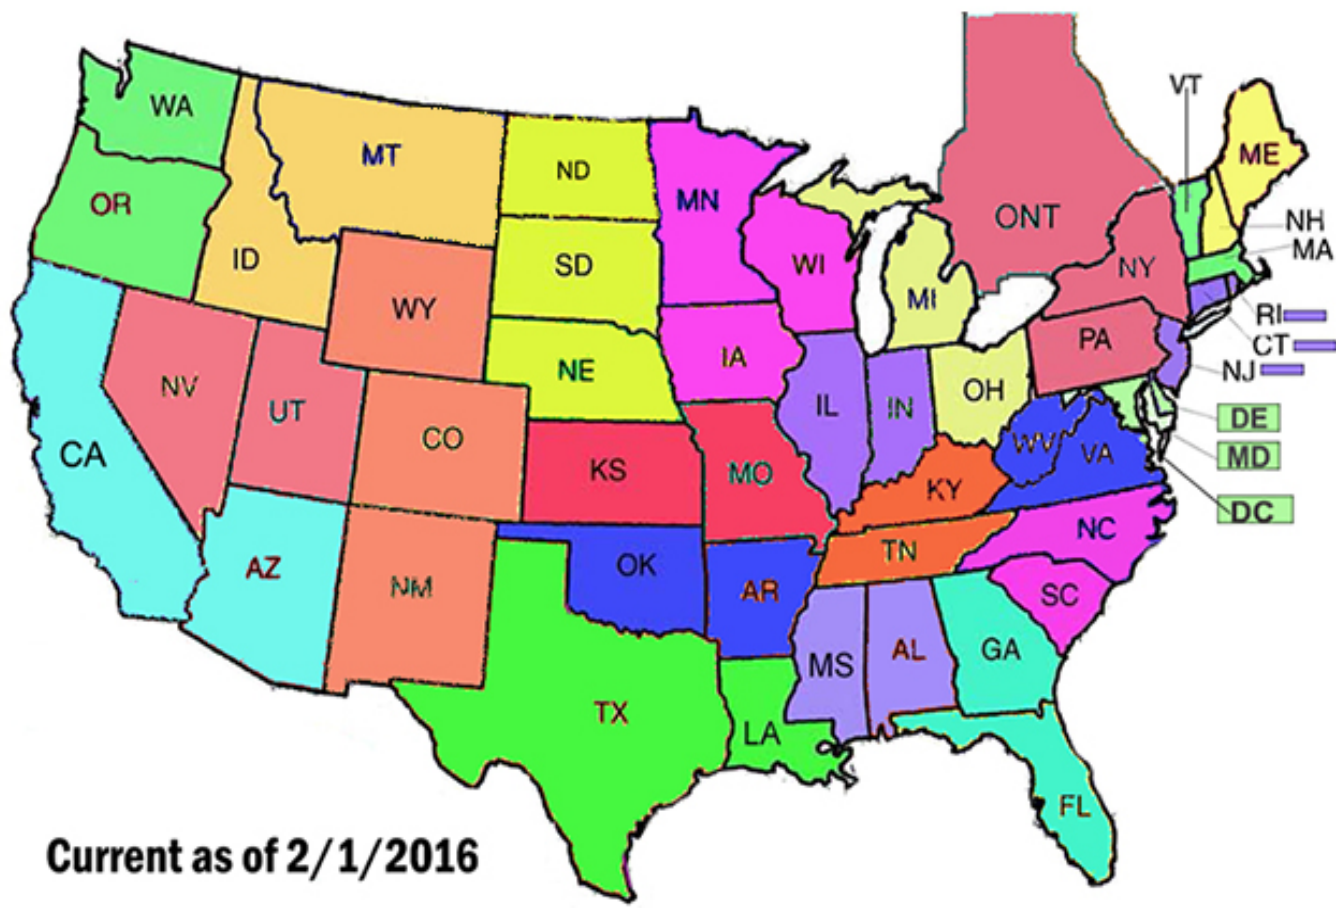 VT
WA
MT
ME
ND
MN
OR
ONT
NH
ID
SD
WI
NY
MA
WY
MI
RI
IA
PA
CT
NE
NJ
NV
UT
OH
IL
IN
DE
CO
WV
VA
CA
MD
KS
MO
KY
DC
NC
TN
AZ
OK
NM
AR
SC
MS
AL
GA
TX
LA
FL
Current as of 2/1/2016